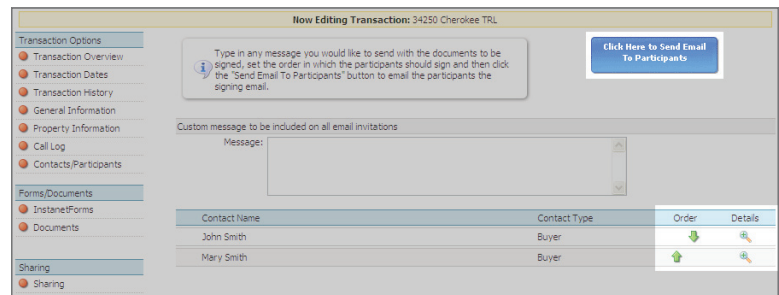 Now Editing Transaction: 34250 Cherokee TRL
Transaction Options
Transaction Overview
Transaction Dates
Transaction History
General Information
Property Information
Call Log
Contacts/Participants
Forms/Documents
InstanetForms
Documents
Sharing
Sharing
Type in any message you would like to send with the documents to be
signed, set the order in which the participants should sign and then click
the "Send Email To Participants" button to email the participants the
signing email.
Click Here to Send Email
To Participants
Custom message to be included on all email invitations
Message:
Contact Name Contact Type Order Details
John Smith Buyer
Mary Smith Buyer